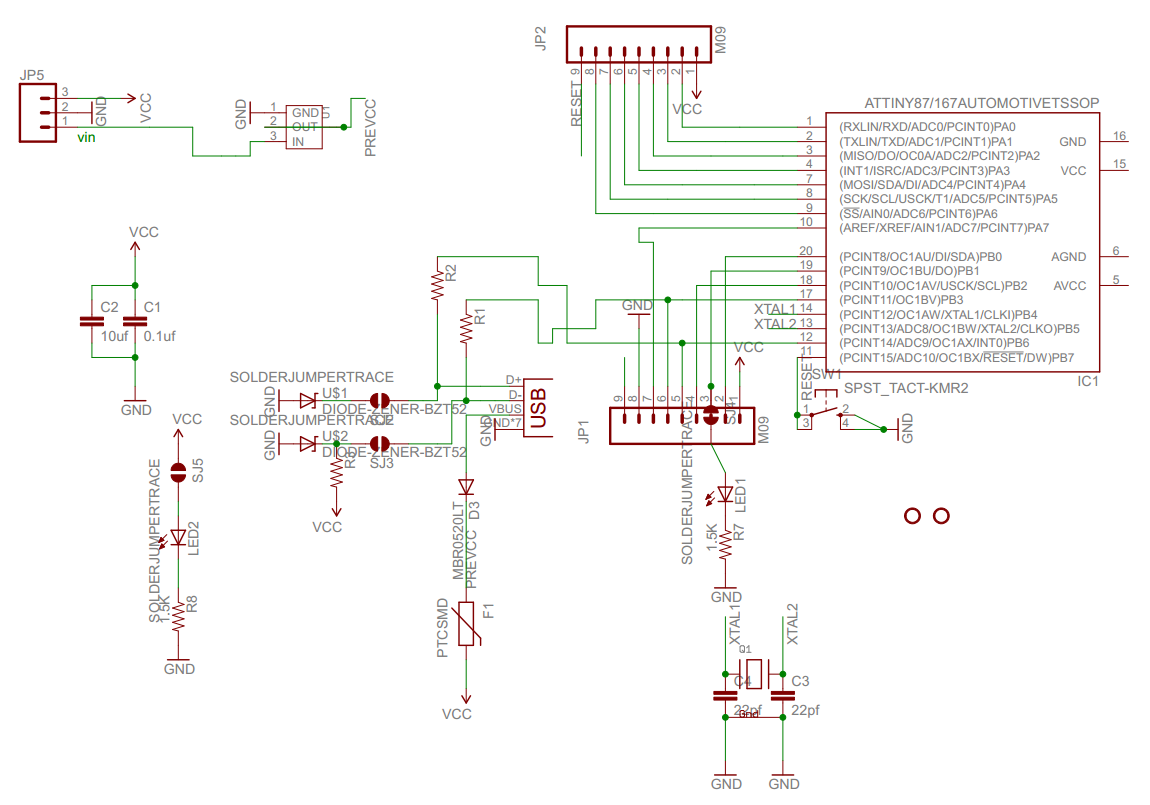 JP2
M09
9
8
7
6
5
4
3
2
1
RESET
VCC
JP5
3
2
1
GND
VCC
vin
GND
1
2
3
GND
OUT
IN
PREVCC
ATTINY87/167AUTOMOTIVETSSOP
1 (RXLIN/RXD/ADC0/PCINT0)PA0
2 (TXLIN/TXD/ADC1/PCINT1)PA1
3 (MISO/DO/OC0A/ADC2/PCINT2)PA2
4 (INT1/ISRC/ADC3/PCINT3)PA3
7 (MOSI/SDA/DI/ADC4/PCINT4)PA4
8 (SCK/SCL/USCK/T1/ADC5/PCINT5)PA5
9 (SS/AIN0/ADC6/PCINT6)PA6
10 (AREF/XREF/AIN1/ADC7/PCINT7)PA7
20 (PCINT8/OC1AU/DI/SDA)PB0
19 (PCINT9/OC1BU/DO)PB1
18 (PCINT10/OC1AV/USCK/SCL)PB2
17 (PCINT11/OC1BV)PB3
XTAL1 14 (PCINT12/OC1AW/XTAL1/CLKI)PB4
XTAL2 13 (PCINT13/ADC8/OC1BW/XTAL2/CLKO)PB5
12 (PCINT14/ADC9/OC1AX/INT0)PB6
11 (PCINT15/ADC10/OC1BX/RESET/DW)PB7
GND 16
VCC 15
AGND 6
AVCC 5
IC1
RESET
SW1
SPST_TACT-KMR2
1
3
2
4
GND
VCC
C2
10uf
C1
0.1uf
GND
R2
R1
SOLDERJUMPERTRACE
GND
U$1
DIODE-ZENER-BZT52
SJ2
SOLDERJUMPERTRACE
GND
U$2
DIODE-ZENER-BZT52
SJ3
VCC
D+
D-
VBUS
GND*7
USB
GND
MBR0520LT
D3
PREVCC
PTCSMD
F1
VCC
VCC
SJ5
SOLDERJUMPERTRACE
LED2
1.5K
R8
GND
GND
VCC
JP1
9
8
7
6
5
4
3
2
1
M09
SJ4
SOLDERJUMPERTRACE
LED1
1.5K
R7
GND
XTAL1
XTAL2
Q1
C4
22pf
C3
22pf
Gnd
GND
GND